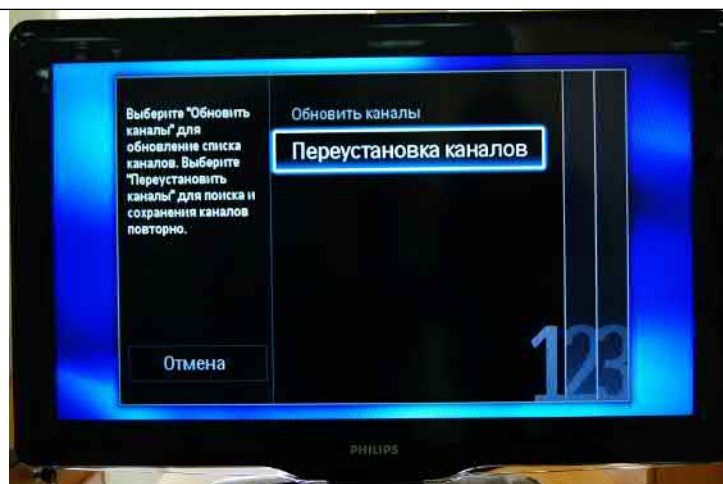 Выберите "Обновить
каналы" для
обновление списка
каналов. Выберите
"Переустановить
каналы" для поиска и
сохранения каналов
повторно.
Обновить каналы
Переустановка каналов
Отмена
123
PHILIPS